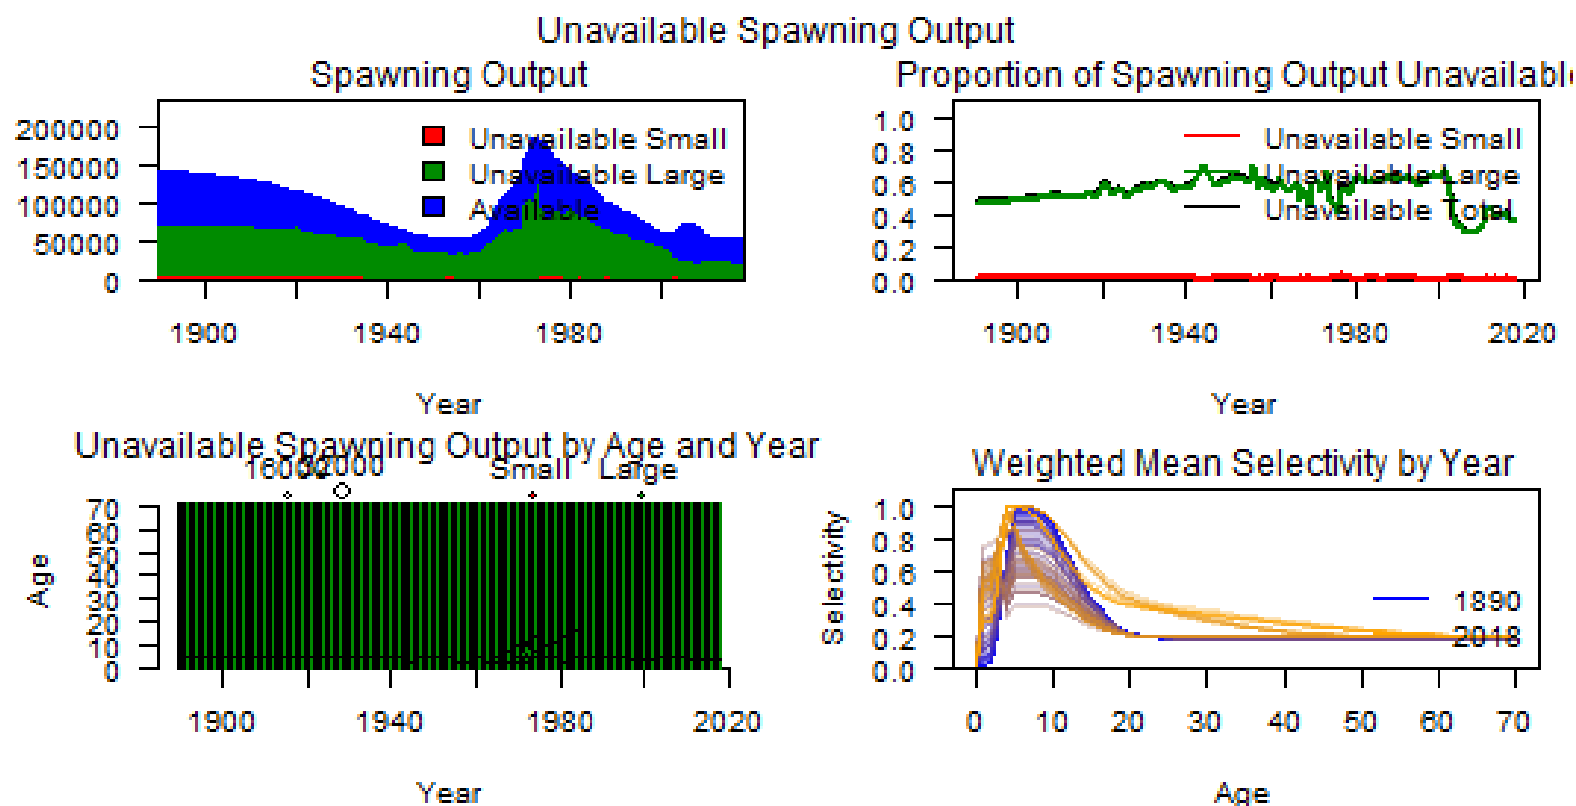 Unavailable Spawning Output
Spawning Output
200000
150000
100000
50000
0
Unavailable Small
Unavailable Large
Available
1900 1940 1980
Year
Proportion of Spawning Output Unavailabl
1.0
0.8
0.6
0.4
0.2
0.0
Unavailable Small
Unavailable Large
Unavailable Total
1900 1940 1980 2020
Year
Unavailable Spawning Output by Age and Year
16000 32000 Small Large
Age
70
60
50
40
30
20
10
0
1900 1940 1980 2020
Year
Weighted Mean Selectivity by Year
Selectivity
1.0
0.8
0.6
0.4
0.2
0.0
1890
2018
0 10 20 30 40 50 60 70
Age